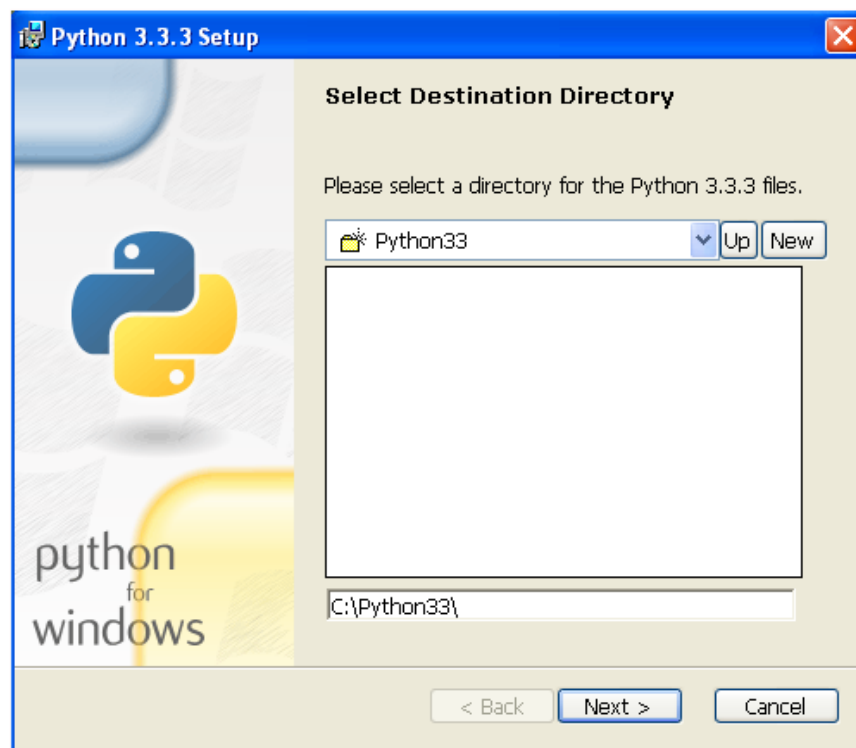 Python 3.3.3 Setup
Select Destination Directory
Please select a directory for the Python 3.3.3 files.
Python33
Up
New
C:\Python33\
python
for
windows
< Back
Next >
Cancel